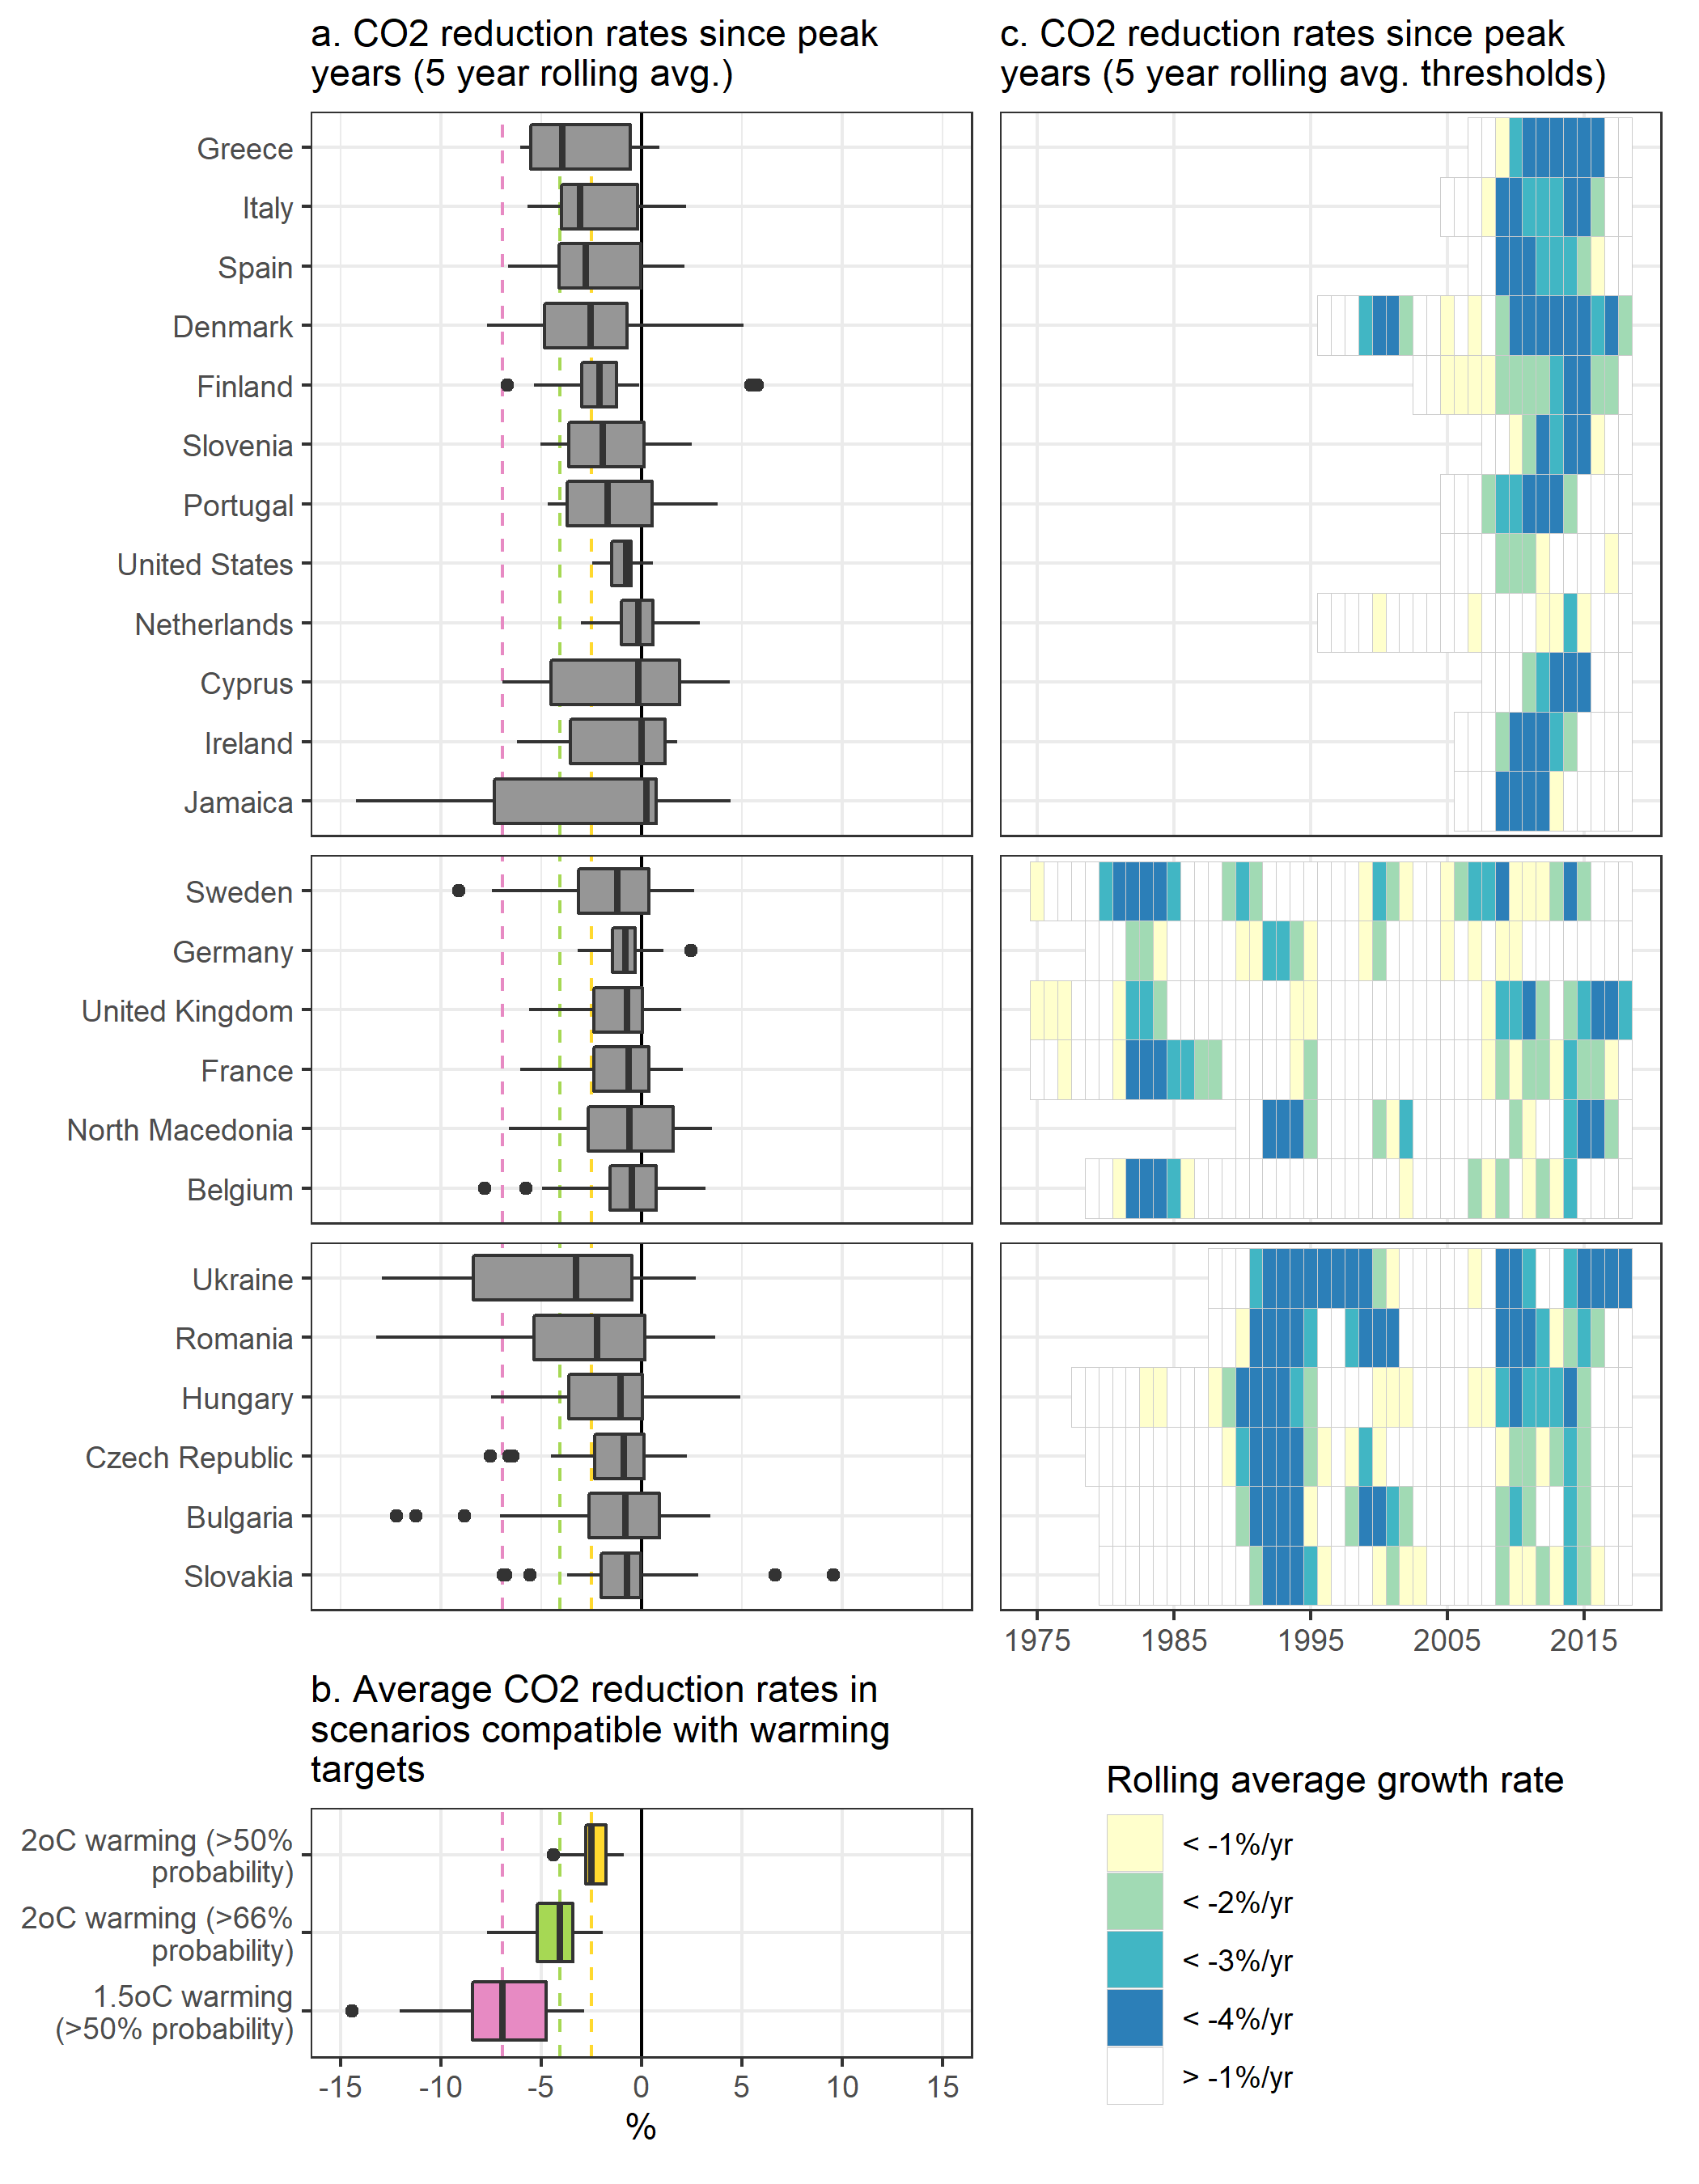 a. CO2 reduction rates since peak
years (5 year rolling avg.)
c. CO2 reduction rates since peak
years (5 year rolling avg. thresholds)
Greece
Italy
Spain
Denmark
Finland
Slovenia
Portugal
United States
Netherlands
Cyprus
Ireland
Jamaica
Sweden
Germany
United Kingdom
France
North Macedonia
Belgium
Ukraine
Romania
Hungary
Czech Republic
Bulgaria
Slovakia
1975 1985 1995 2005 2015
b. Average CO2 reduction rates in
scenarios compatible with warming
targets
2oC warming (>50%
probability)
2oC warming (>66%
probability)
1.5oC warming
(>50% probability)
-15 -10 -5 0 5 10 15
%
Rolling average growth rate
< -1%/yr
< -2%/yr
< -3%/yr
< -4%/yr
> -1%/yr